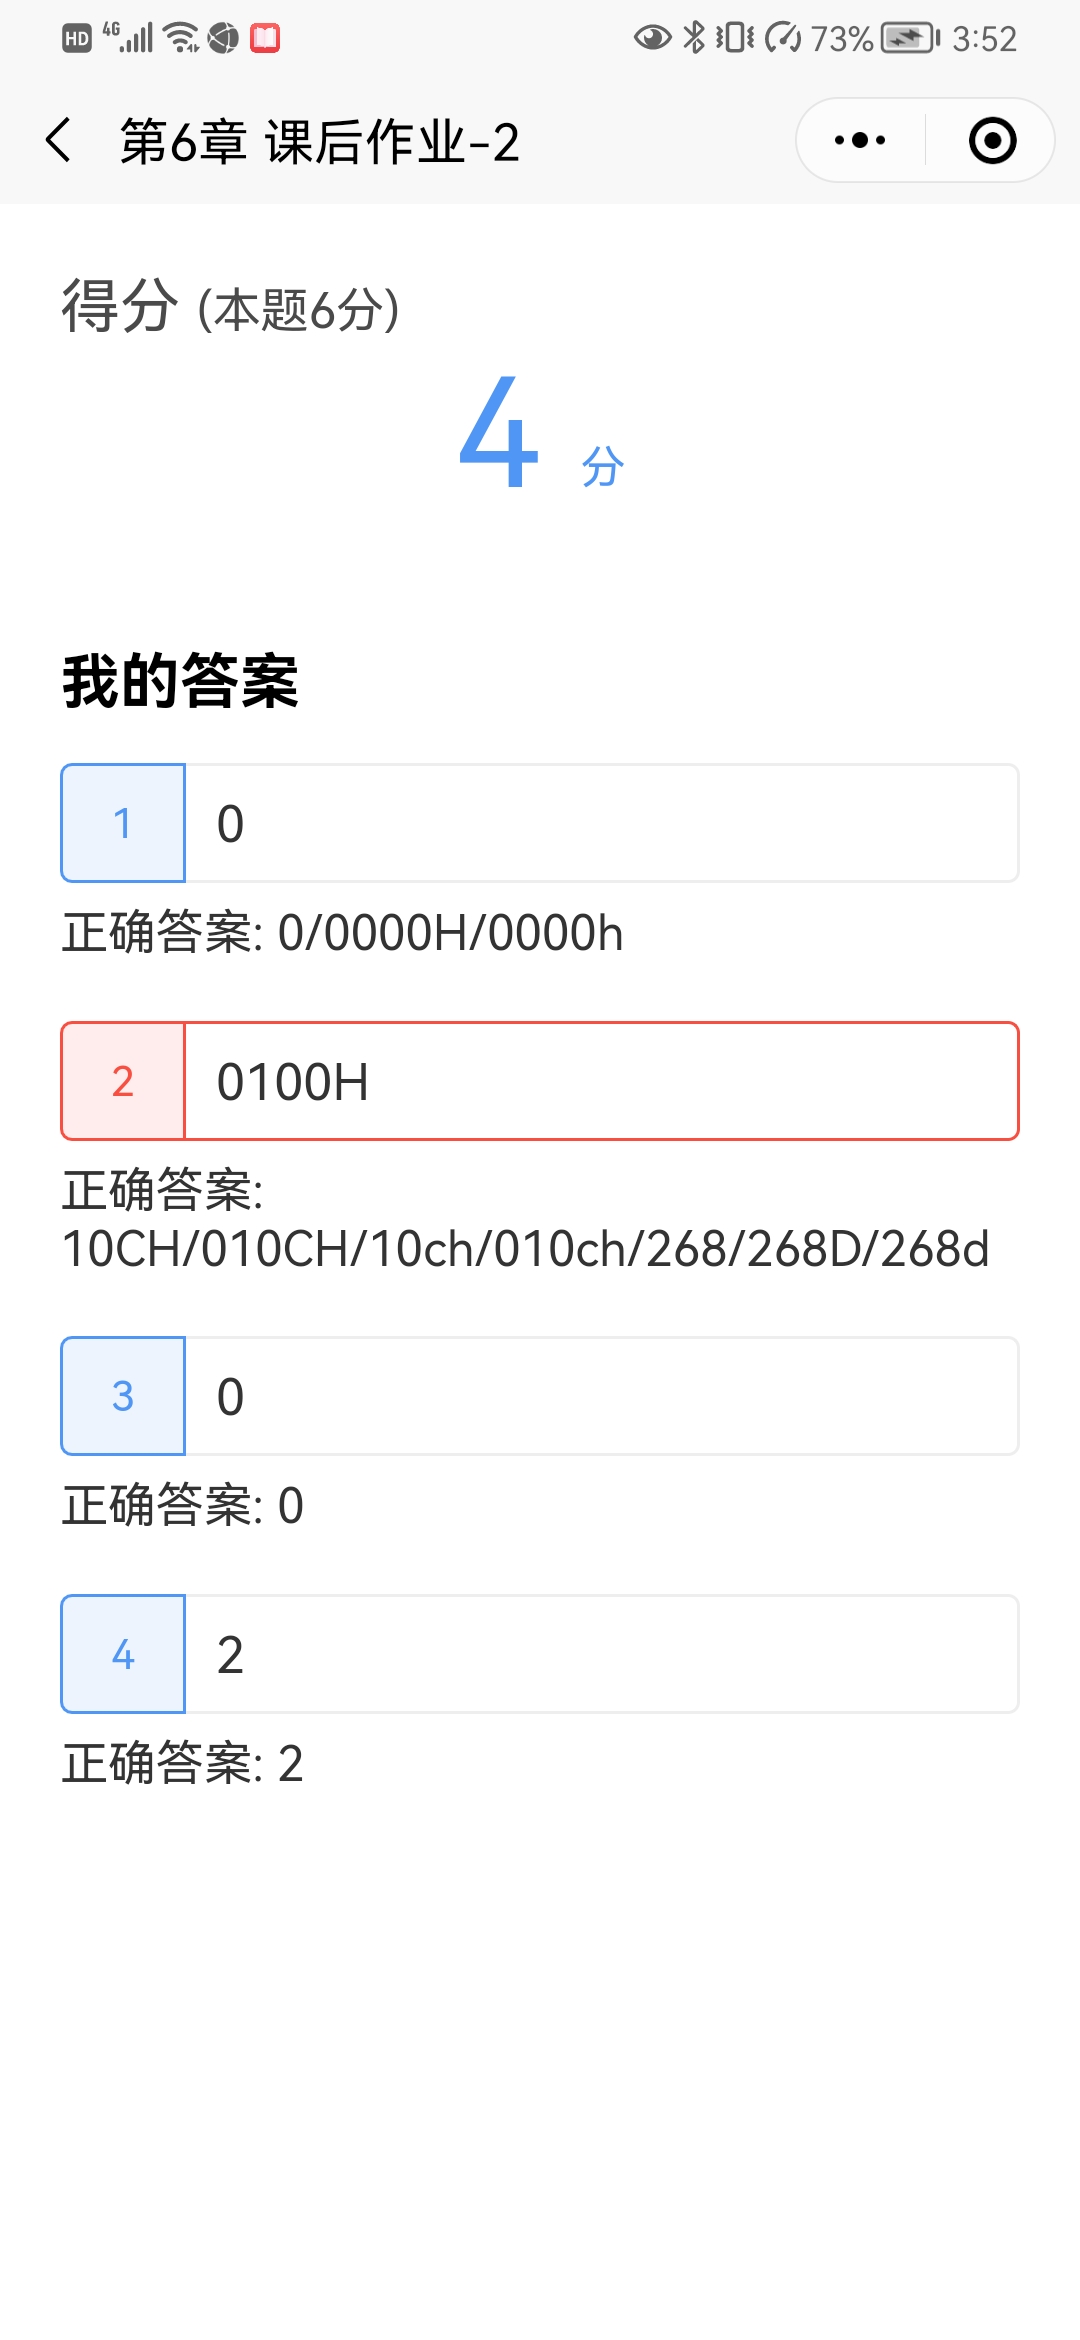 HD 4G 73% 3:52
第6章 课后作业-2
得分 (本题6分)
4 分
我的答案
1 0
正确答案: 0/0000H/0000h
2 0100H
正确答案:
10CH/010CH/10ch/010ch/268/268D/268d
3 0
正确答案: 0
4 2
正确答案: 2